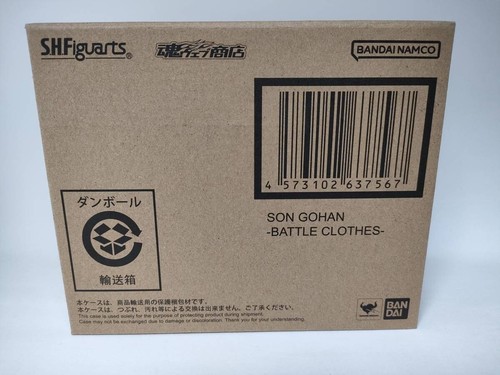 S.H.Figuarts®
魂ウェブ商店
BANDAI NAMCO
4 573102 637567
SON GOHAN
-BATTLE CLOTHES-
ダンボール
輸送箱
本ケースは、商品輸送用の保護梱包材です。
本ケースは、つぶれ、汚れ等による交換は出来ません。ご了承ください。
This case is used solely for the purpose of protecting product during shipment.
Case may not be exchanged due to damage or discoloration. Thank you for your understanding.
BAN
DAI